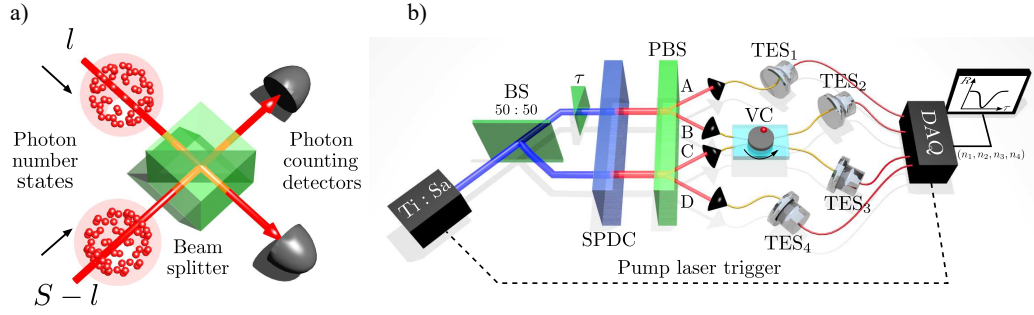 a)
l
Photon
number
states
S − l
Beam
splitter
Photon
counting
detectors
b)
Ti : Sa
BS
50 : 50
τ
SPDC
PBS
A
B
C
D
VC
TES₁
TES₂
TES₃
TES₄
DAQ
R
τ
(n₁, n₂, n₃, n₄)
Pump laser trigger